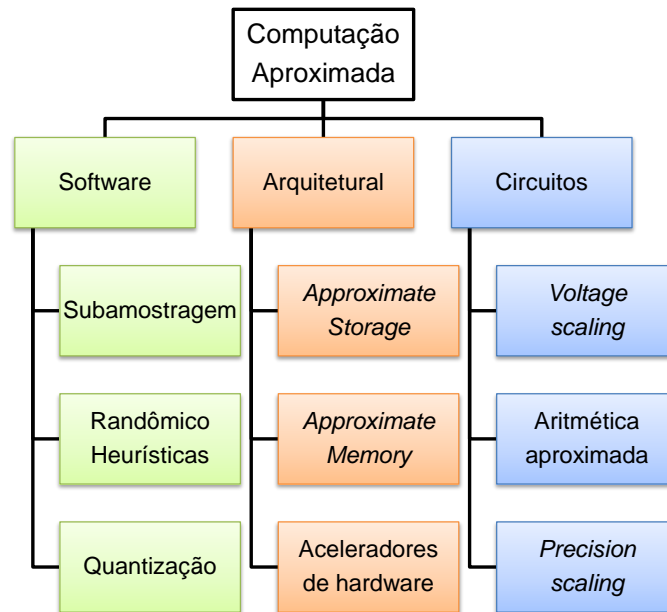 Computação
Aproximada
Software
Arquitetural
Circuitos
Subamostragem
Approximate
Storage
Voltage
scaling
Randômico
Heurísticas
Approximate
Memory
Aritmética
aproximada
Quantização
Aceleradores
de hardware
Precision
scaling